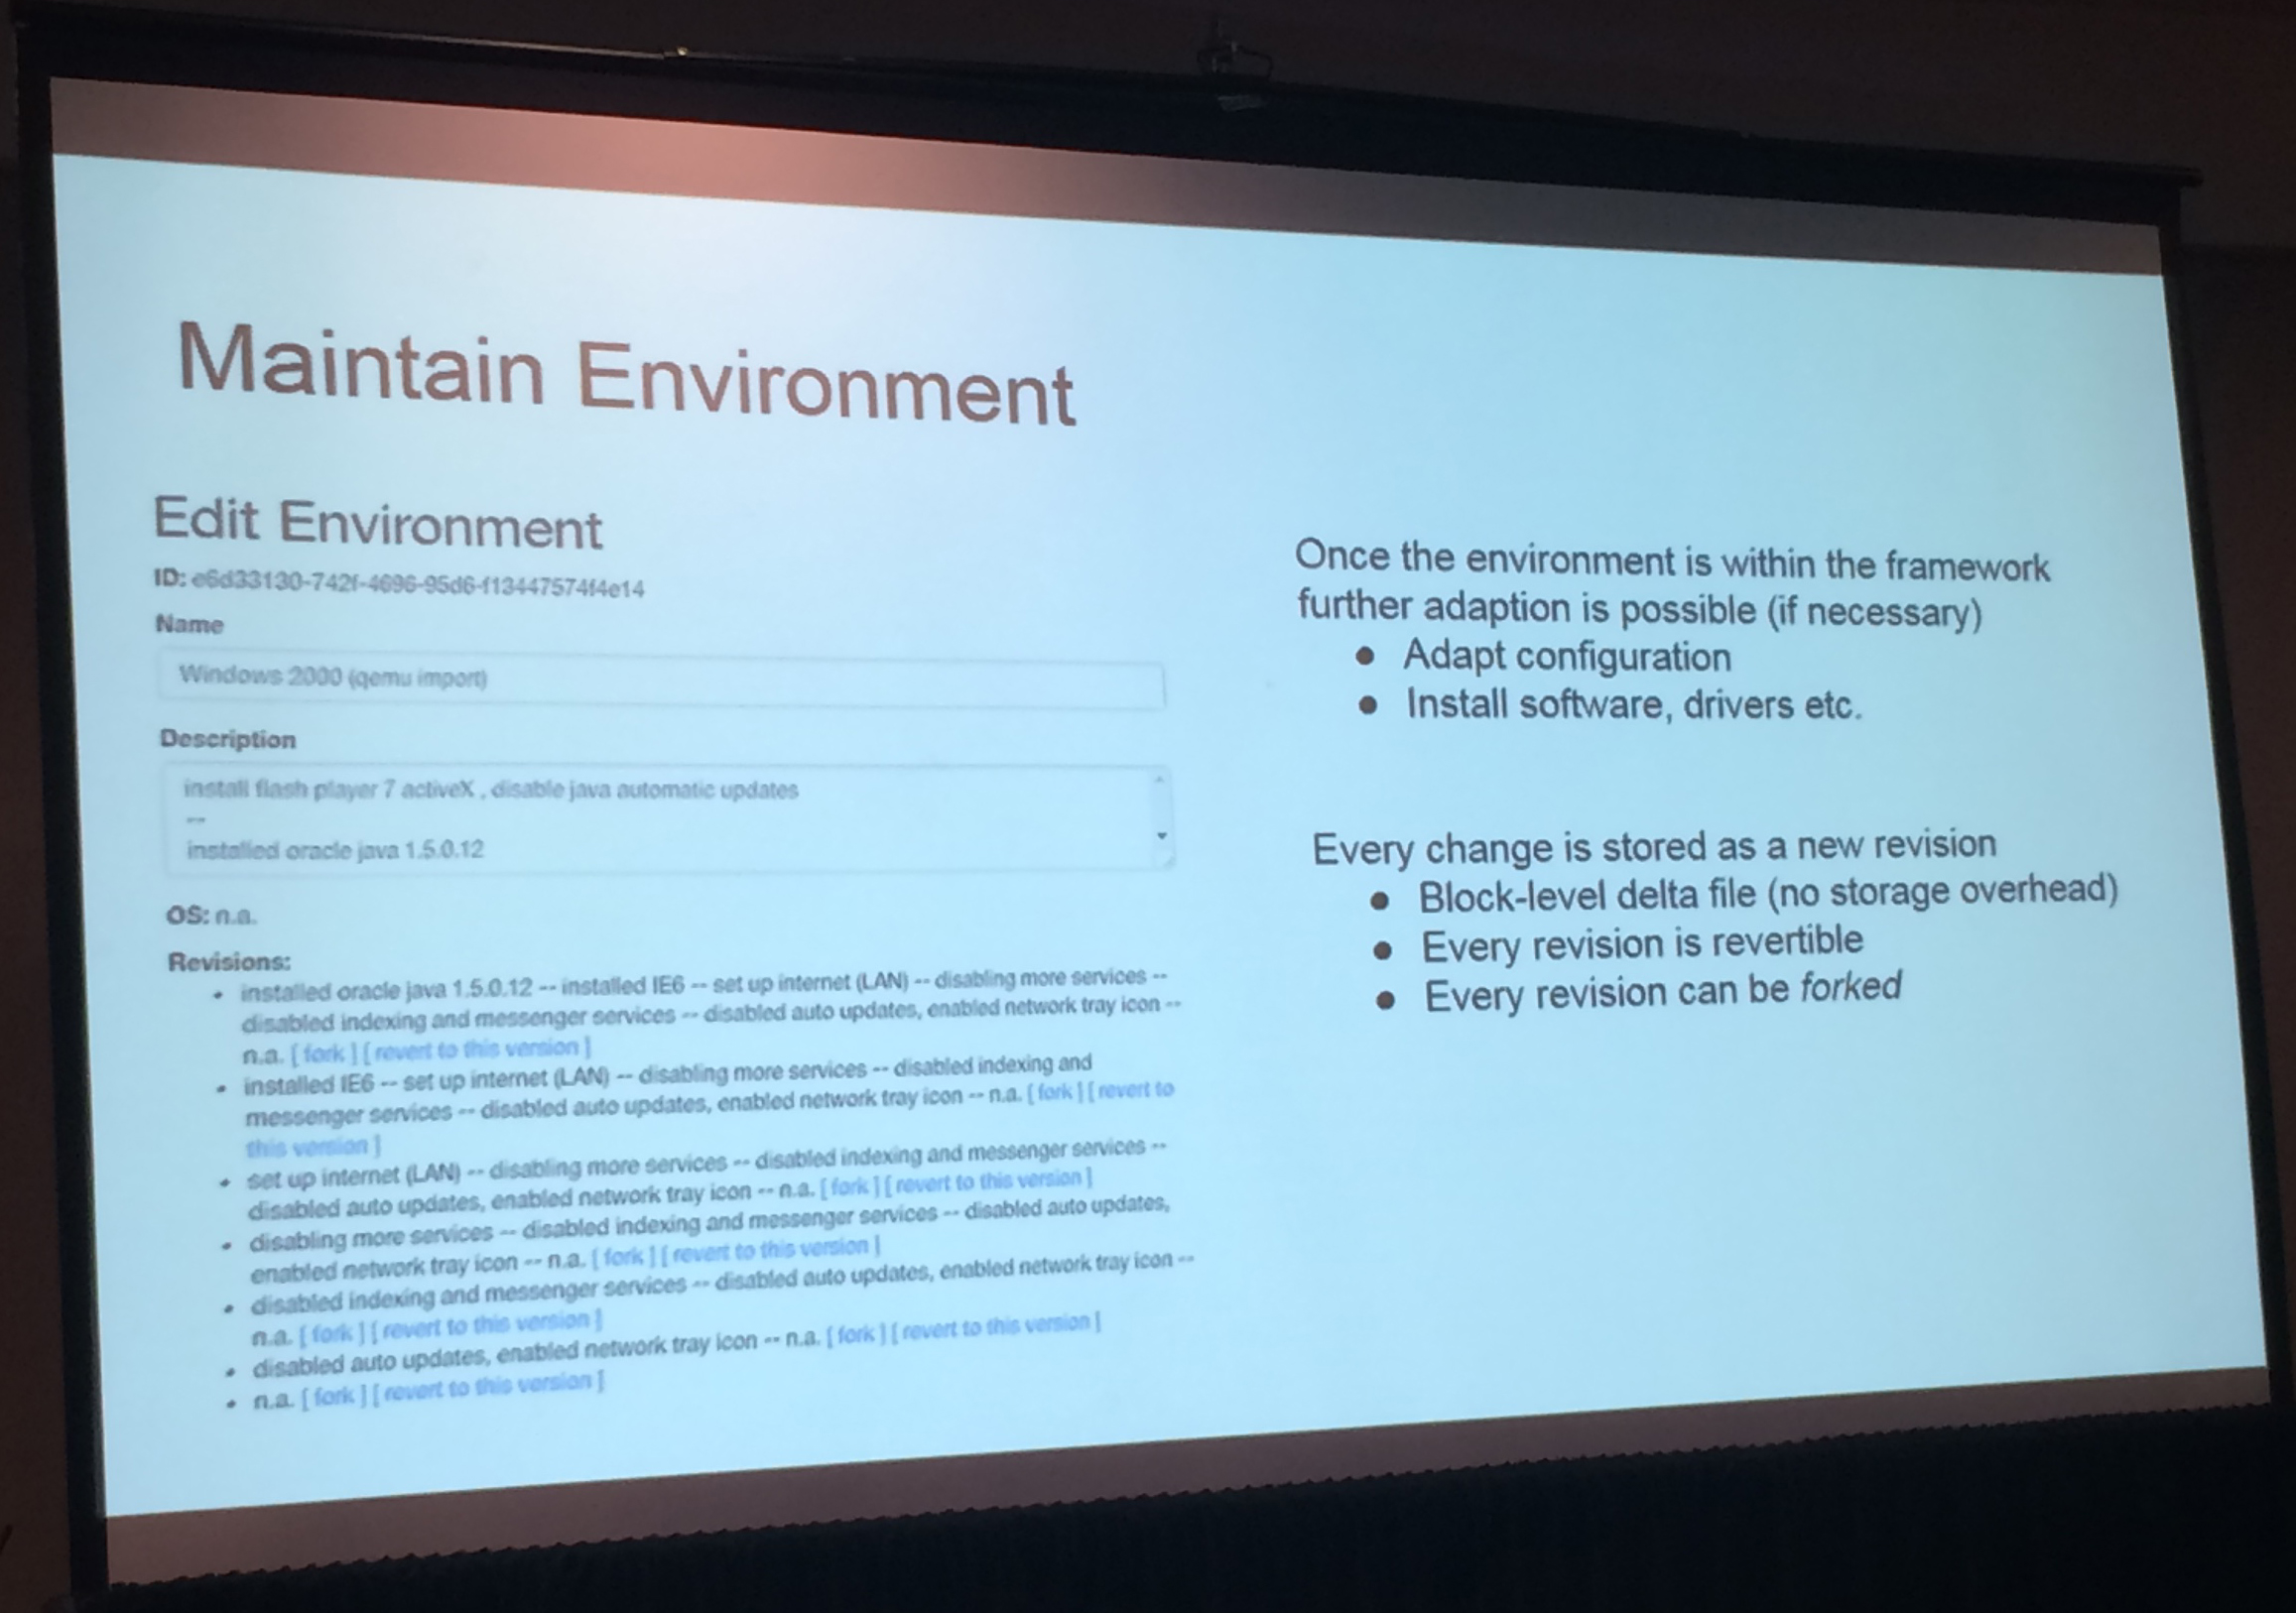 Maintain Environment
Edit Environment
ID: e6d33130-742f-4696-95d6-f13447574f4e14
Name
Windows 2000 (qemu import)
Description
install flash player 7 activeX , disable java automatic updates
--
installed oracle java 1.5.0.12
OS: n.a.
Revisions:
• installed oracle java 1.5.0.12 -- installed IE6 -- set up internet (LAN) -- disabling more services --
disabled indexing and messenger services -- disabled auto updates, enabled network tray icon --
n.a. [ fork ] [ revert to this version ]
• installed IE6 -- set up internet (LAN) -- disabling more services -- disabled indexing and
messenger services -- disabled auto updates, enabled network tray icon -- n.a. [ fork ] [ revert to
this version ]
• set up internet (LAN) -- disabling more services -- disabled indexing and messenger services --
disabled auto updates, enabled network tray icon -- n.a. [ fork ] [ revert to this version ]
• disabling more services -- disabled indexing and messenger services -- disabled auto updates,
enabled network tray icon -- n.a. [ fork ] [ revert to this version ]
• disabled indexing and messenger services -- disabled auto updates, enabled network tray icon --
n.a. [ fork ] [ revert to this version ]
• disabled auto updates, enabled network tray icon -- n.a. [ fork ] [ revert to this version ]
• n.a. [ fork ] [ revert to this version ]
Once the environment is within the framework
further adaption is possible (if necessary)
● Adapt configuration
● Install software, drivers etc.
Every change is stored as a new revision
● Block-level delta file (no storage overhead)
● Every revision is revertible
● Every revision can be forked